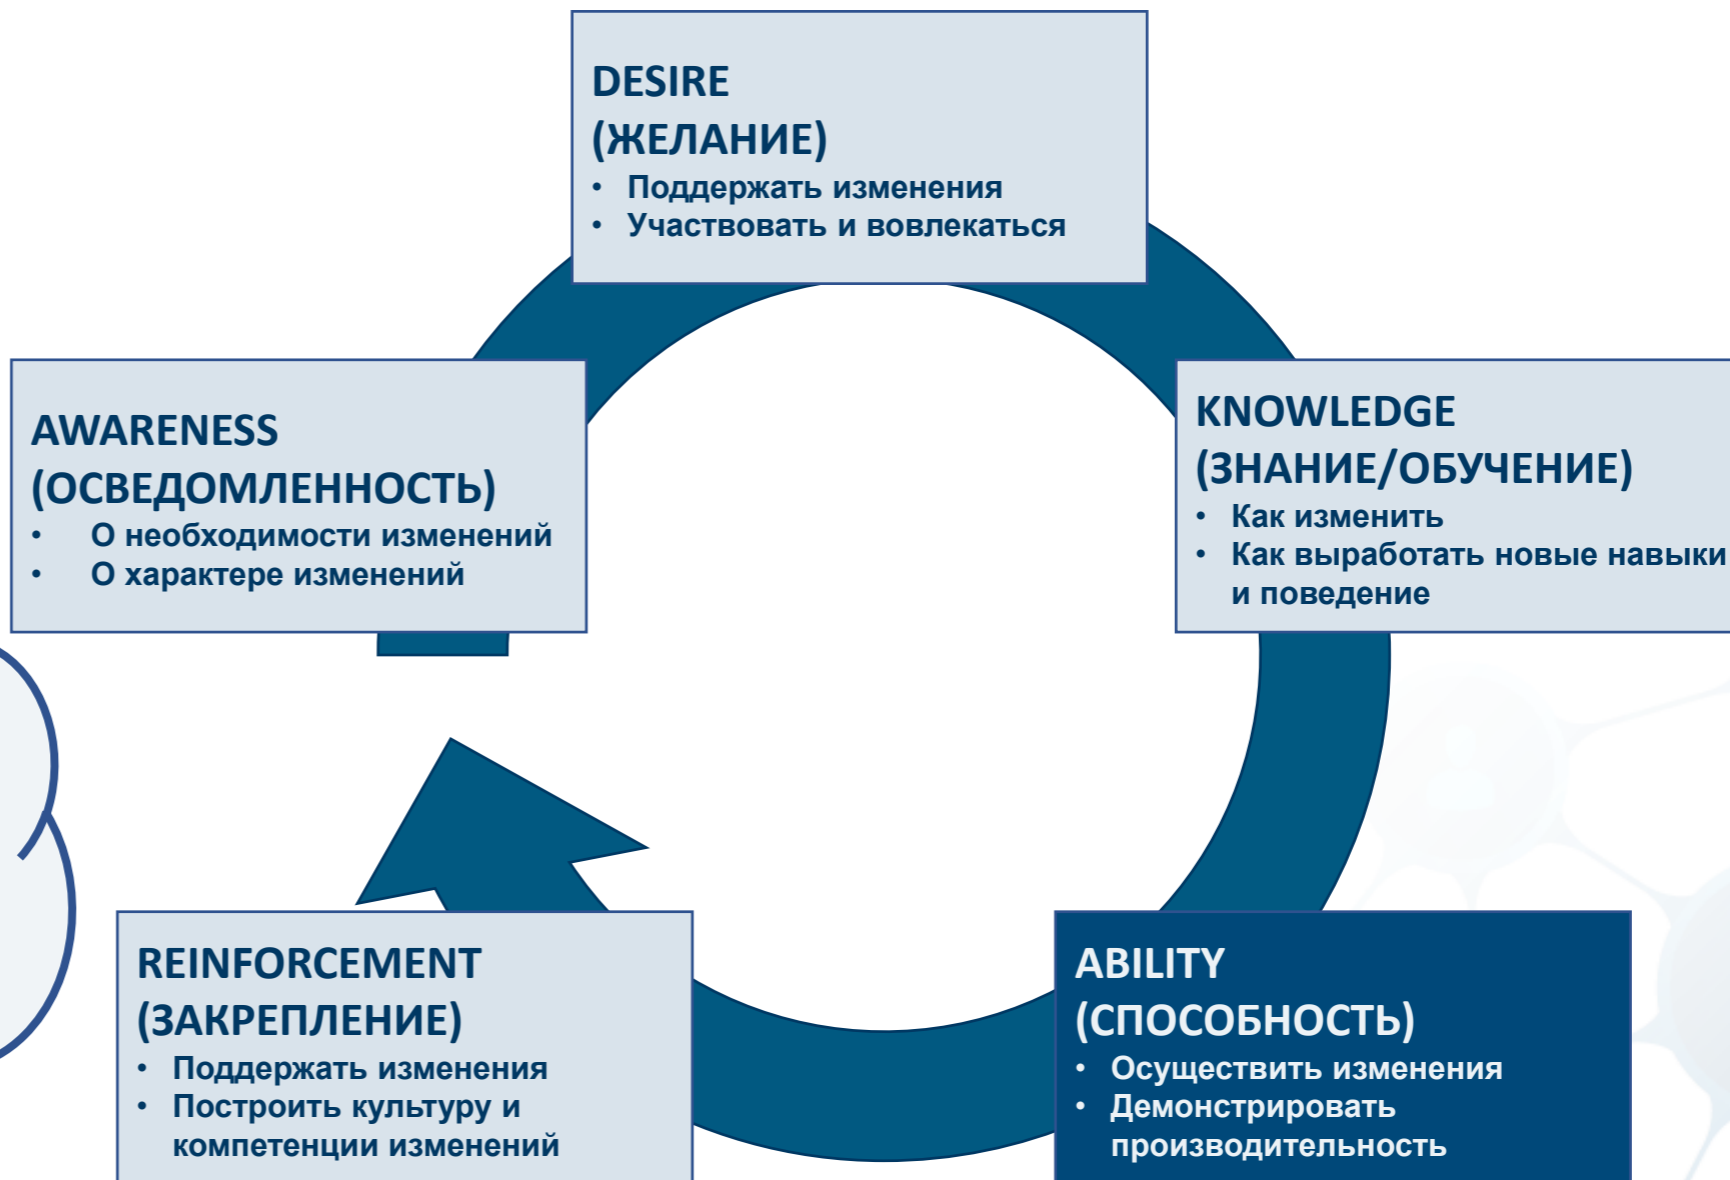 DESIRE
(ЖЕЛАНИЕ)
• Поддержать изменения
• Участвовать и вовлекаться
AWARENESS
(ОСВЕДОМЛЕННОСТЬ)
• О необходимости изменений
• О характере изменений
KNOWLEDGE
(ЗНАНИЕ/ОБУЧЕНИЕ)
• Как изменить
• Как выработать новые навыки
и поведение
REINFORCEMENT
(ЗАКРЕПЛЕНИЕ)
• Поддержать изменения
• Построить культуру и
компетенции изменений
ABILITY
(СПОСОБНОСТЬ)
• Осуществить изменения
• Демонстрировать
производительность